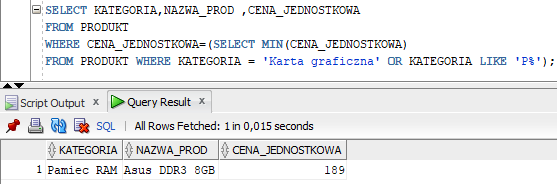 SELECT KATEGORIA,NAZWA_PROD ,CENA_JEDNOSTKOWA
FROM PRODUKT
WHERE CENA_JEDNOSTKOWA=(SELECT MIN(CENA_JEDNOSTKOWA)
FROM PRODUKT WHERE KATEGORIA = 'Karta graficzna' OR KATEGORIA LIKE 'P%');
Script Output x Query Result x
SQL | All Rows Fetched: 1 in 0,015 seconds
KATEGORIA NAZWA_PROD CENA_JEDNOSTKOWA
1 Pamiec RAM Asus DDR3 8GB 189